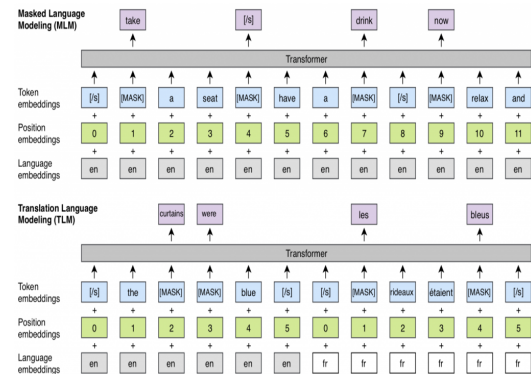 Masked Language
Modeling (MLM)
take [/s] drink now
Transformer
Token
embeddings
[/s] [MASK] a seat [MASK] have a [MASK] [/s] [MASK] relax and
+ + + + + + + + + + + +
Position
embeddings
0 1 2 3 4 5 6 7 8 9 10 11
+ + + + + + + + + + + +
Language
embeddings
en en en en en en en en en en en en
Translation Language
Modeling (TLM)
curtains were les bleus
Transformer
Token
embeddings
[/s] the [MASK] [MASK] blue [/s] [/s] [MASK] rideaux étaient [MASK] [/s]
+ + + + + + + + + + + +
Position
embeddings
0 1 2 3 4 5 0 1 2 3 4 5
+ + + + + + + + + + + +
Language
embeddings
en en en en en en fr fr fr fr fr fr